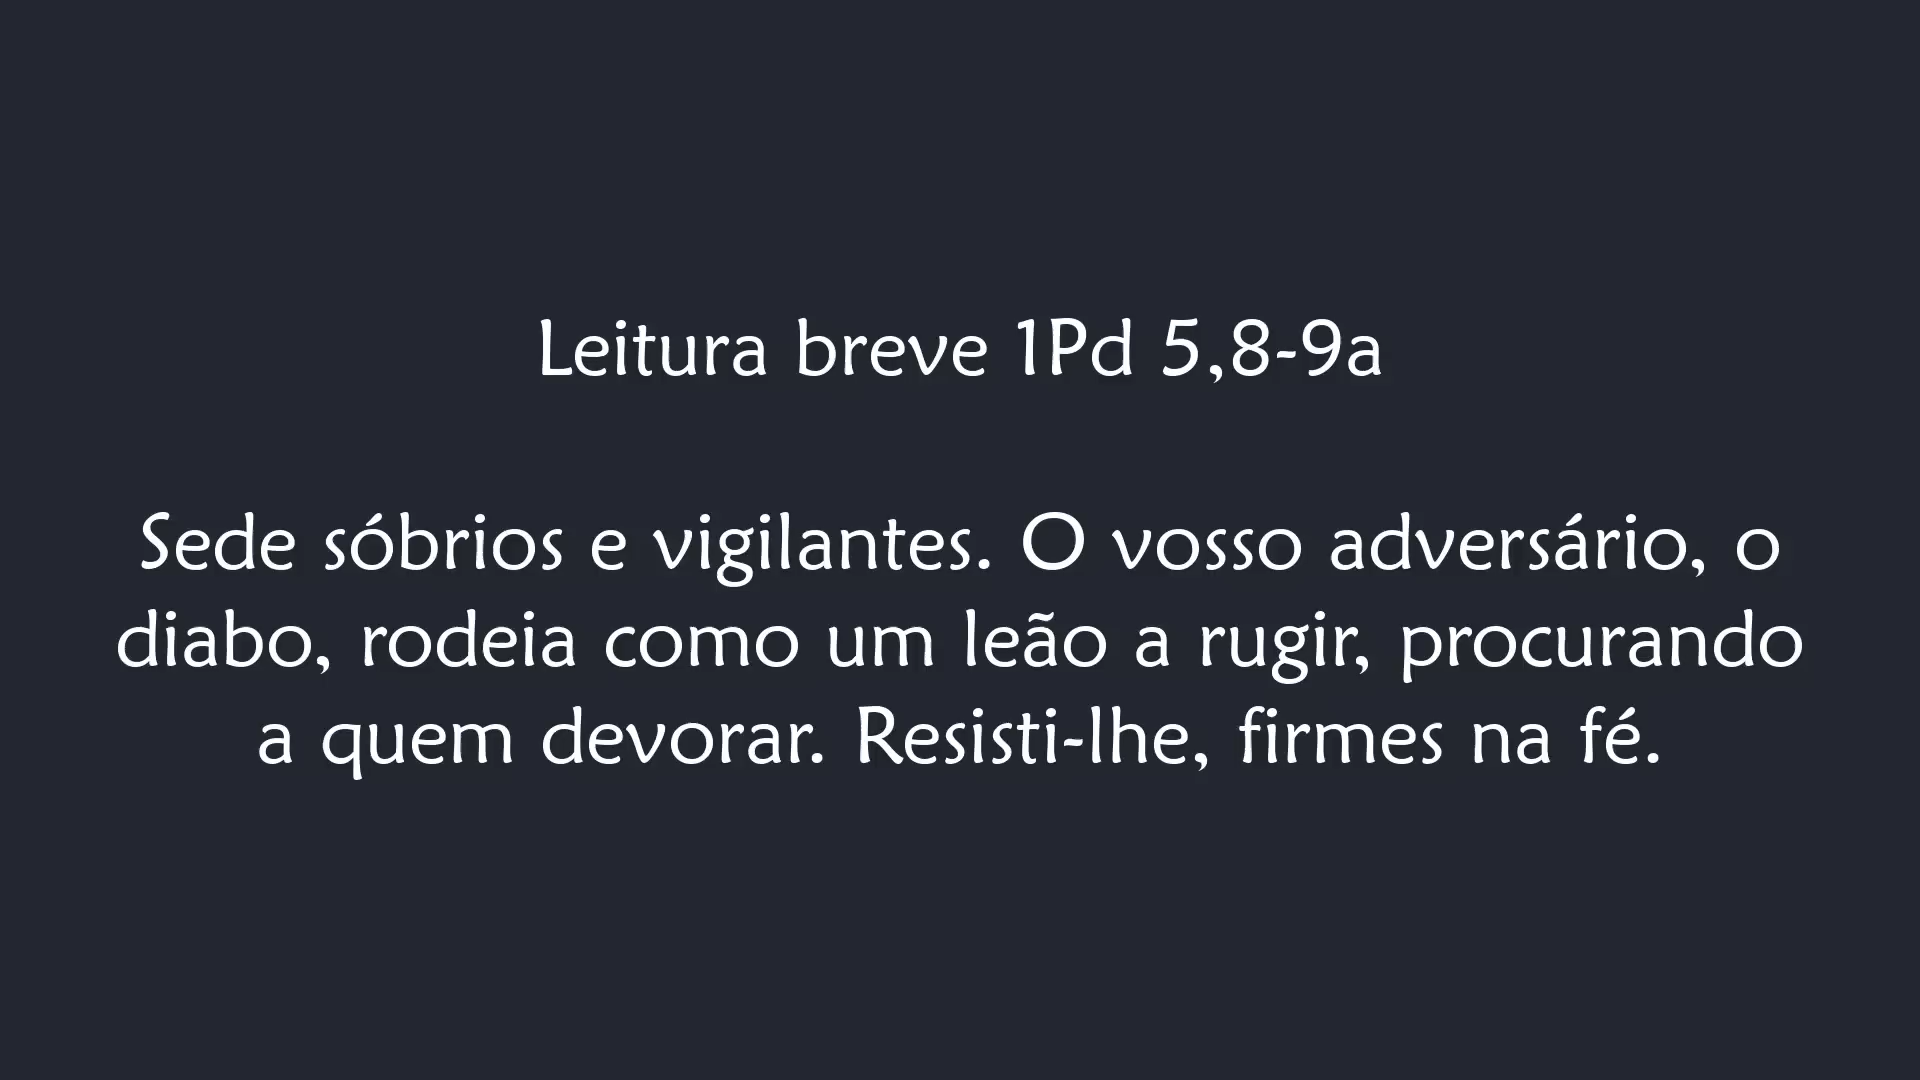 Leitura breve 1Pd 5,8-9a
Sede sóbrios e vigilantes. O vosso adversário, o
diabo, rodeia como um leão a rugir, procurando
a quem devorar. Resisti-lhe, firmes na fé.